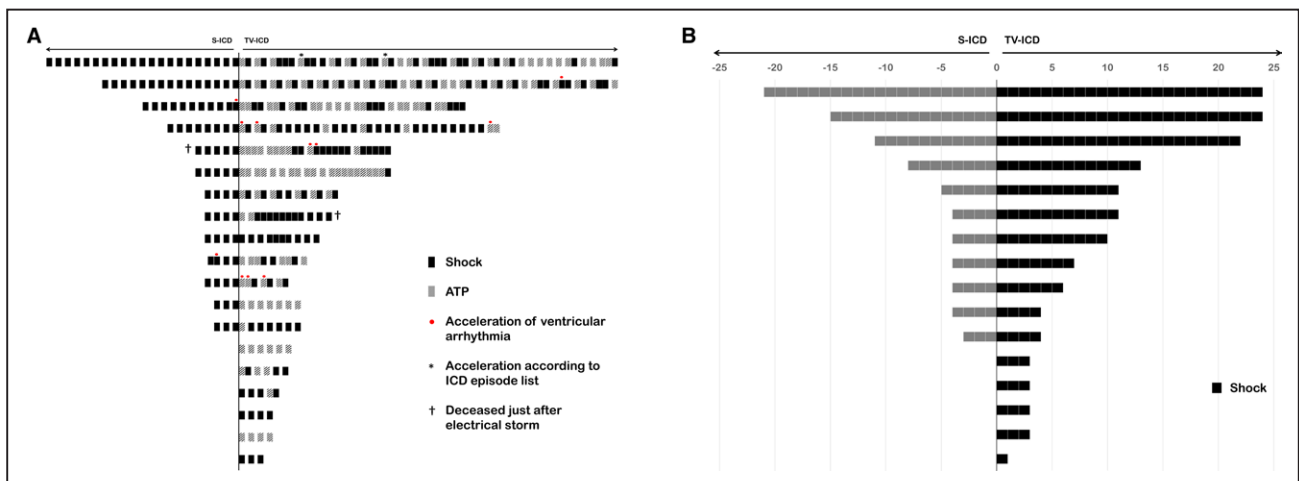 A
S-ICD TV-ICD
Shock
ATP
Acceleration of ventricular
arrhythmia
* Acceleration according to
ICD episode list
† Deceased just after
electrical storm
†
†
B
S-ICD TV-ICD
-25 -20 -15 -10 -5 0 5 10 15 20 25
Shock